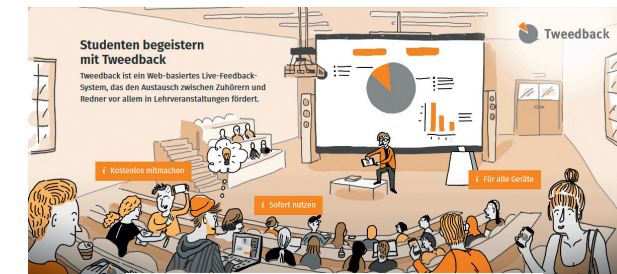 Studenten begeistern
mit Tweedback
Tweedback ist ein Web-basiertes Live-Feedback-
System, das den Austausch zwischen Zuhörern und
Redner vor allem in Lehrveranstaltungen fördert.
Tweedback
i Kostenlos mitmachen
i Für alle Geräte
i Sofort nutzen